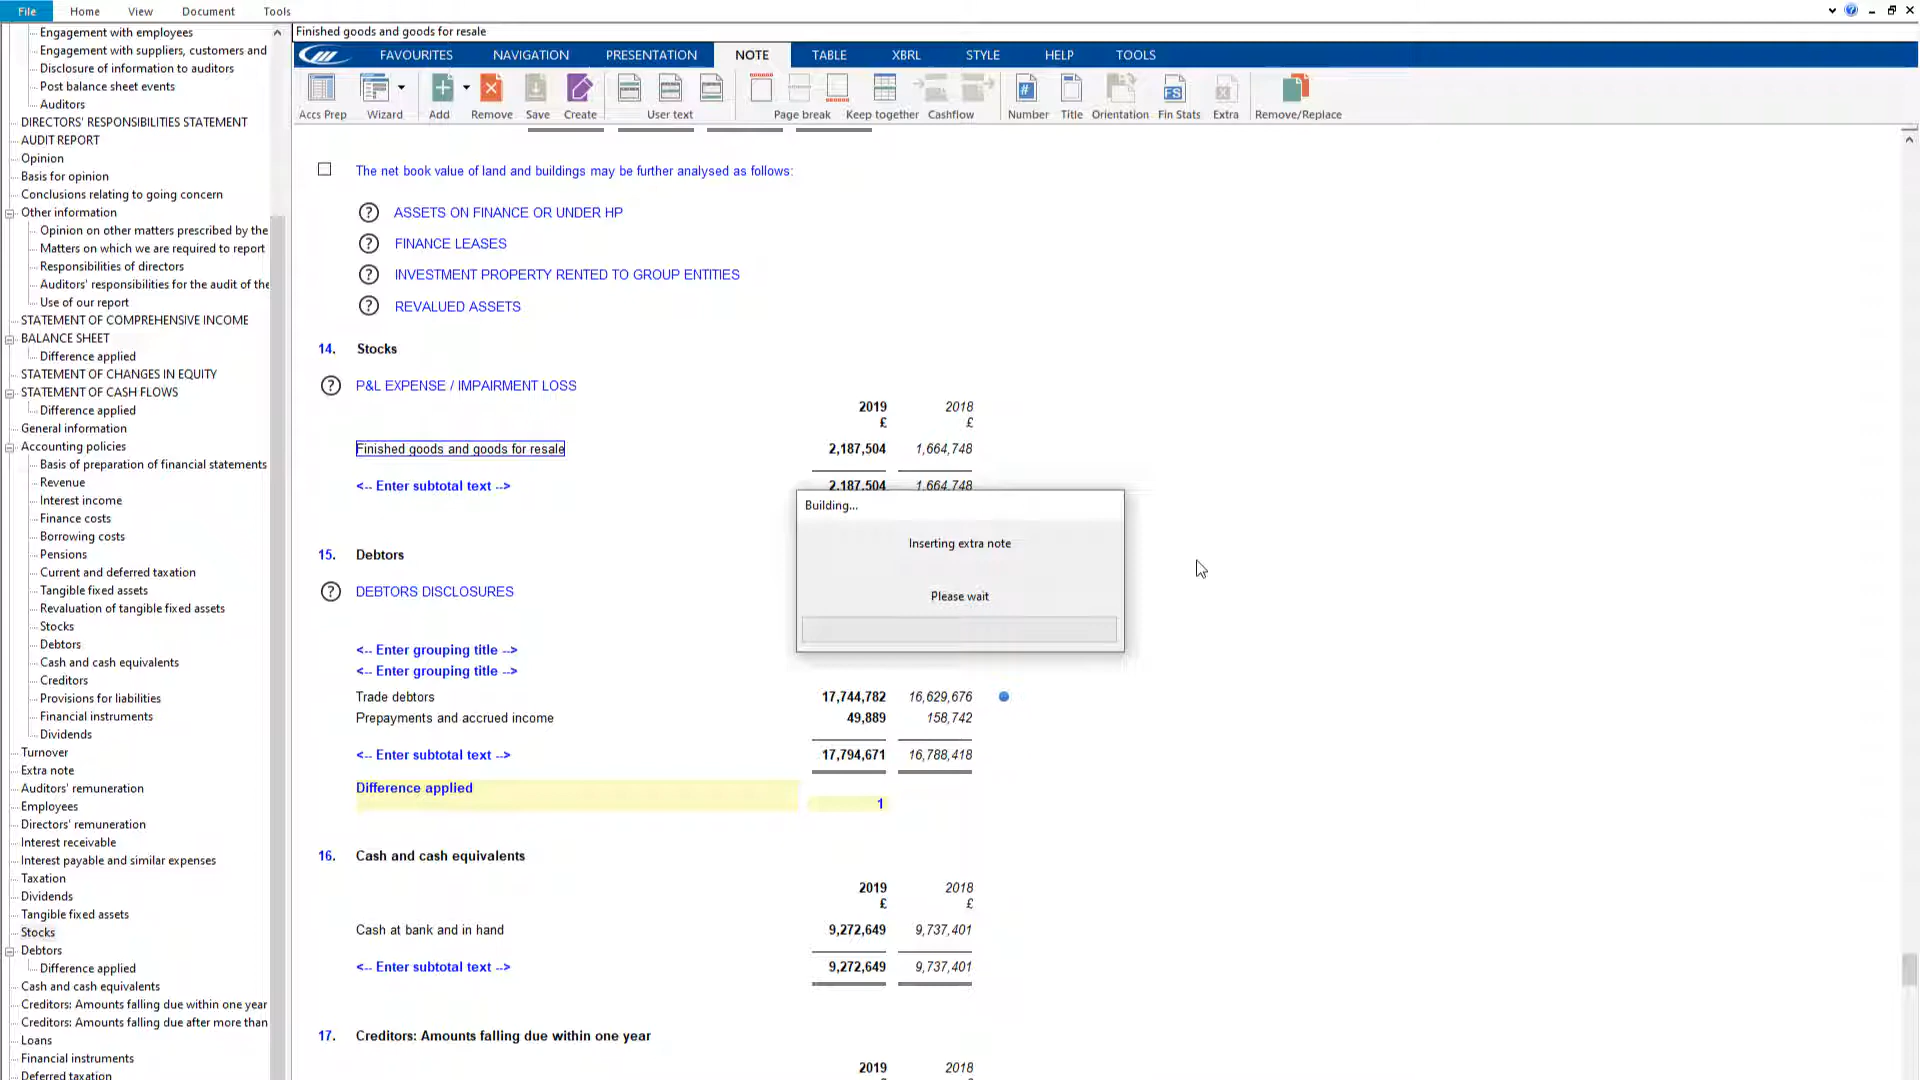 File Home View Document Tools
Engagement with employees
Engagement with suppliers, customers and
Disclosure of information to auditors
Post balance sheet events
Auditors
DIRECTORS' RESPONSIBILITIES STATEMENT
AUDIT REPORT
Opinion
Basis for opinion
Conclusions relating to going concern
Other information
Opinion on other matters prescribed by the
Matters on which we are required to report
Responsibilities of directors
Auditors' responsibilities for the audit of the
Use of our report
STATEMENT OF COMPREHENSIVE INCOME
BALANCE SHEET
Difference applied
STATEMENT OF CHANGES IN EQUITY
STATEMENT OF CASH FLOWS
Difference applied
General information
Accounting policies
Basis of preparation of financial statements
Revenue
Interest income
Finance costs
Borrowing costs
Pensions
Current and deferred taxation
Tangible fixed assets
Revaluation of tangible fixed assets
Stocks
Debtors
Cash and cash equivalents
Creditors
Provisions for liabilities
Financial instruments
Dividends
Turnover
Extra note
Auditors' remuneration
Employees
Directors' remuneration
Interest receivable
Interest payable and similar expenses
Taxation
Dividends
Tangible fixed assets
Stocks
Debtors
Difference applied
Cash and cash equivalents
Creditors: Amounts falling due within one year
Creditors: Amounts falling due after more than
Loans
Financial instruments
Deferred taxation
Finished goods and goods for resale
FAVOURITES NAVIGATION PRESENTATION NOTE TABLE XBRL STYLE HELP TOOLS
Accs Prep Wizard Add Remove Save Create User text Page break Keep together Cashflow Number Title Orientation Fin Stats Extra Remove/Replace
The net book value of land and buildings may be further analysed as follows:
? ASSETS ON FINANCE OR UNDER HP
? FINANCE LEASES
? INVESTMENT PROPERTY RENTED TO GROUP ENTITIES
? REVALUED ASSETS
14. Stocks
? P&L EXPENSE / IMPAIRMENT LOSS
2019 2018
£ £
Finished goods and goods for resale 2,187,504 1,664,748
<-- Enter subtotal text --> 2,187,504 1,664,748
Building...
Inserting extra note
Please wait
15. Debtors
? DEBTORS DISCLOSURES
<-- Enter grouping title -->
<-- Enter grouping title -->
Trade debtors 17,744,782 16,629,676
Prepayments and accrued income 49,889 158,742
<-- Enter subtotal text --> 17,794,671 16,788,418
Difference applied
1
16. Cash and cash equivalents
2019 2018
£ £
Cash at bank and in hand 9,272,649 9,737,401
<-- Enter subtotal text --> 9,272,649 9,737,401
17. Creditors: Amounts falling due within one year
2019 2018